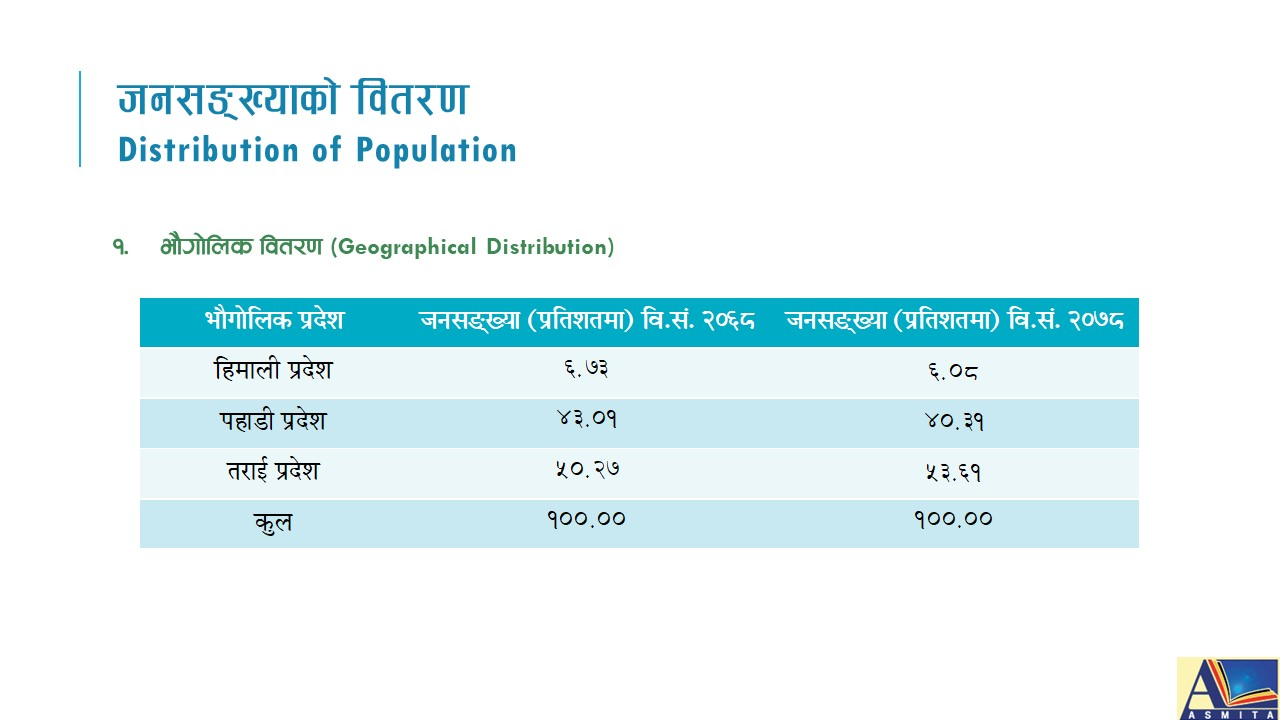 जनसङ्ख्याको वितरण
Distribution of Population
१. भौगोलिक वितरण (Geographical Distribution)
भौगोलिक प्रदेश जनसङ्ख्या (प्रतिशतमा) वि.सं. २०६८ जनसङ्ख्या (प्रतिशतमा) वि.सं. २०७८
हिमाली प्रदेश ६.७३ ६.०८
पहाडी प्रदेश ४३.०१ ४०.३१
तराई प्रदेश ५०.२७ ५३.६१
कुल १००.०० १००.००
ASMITA